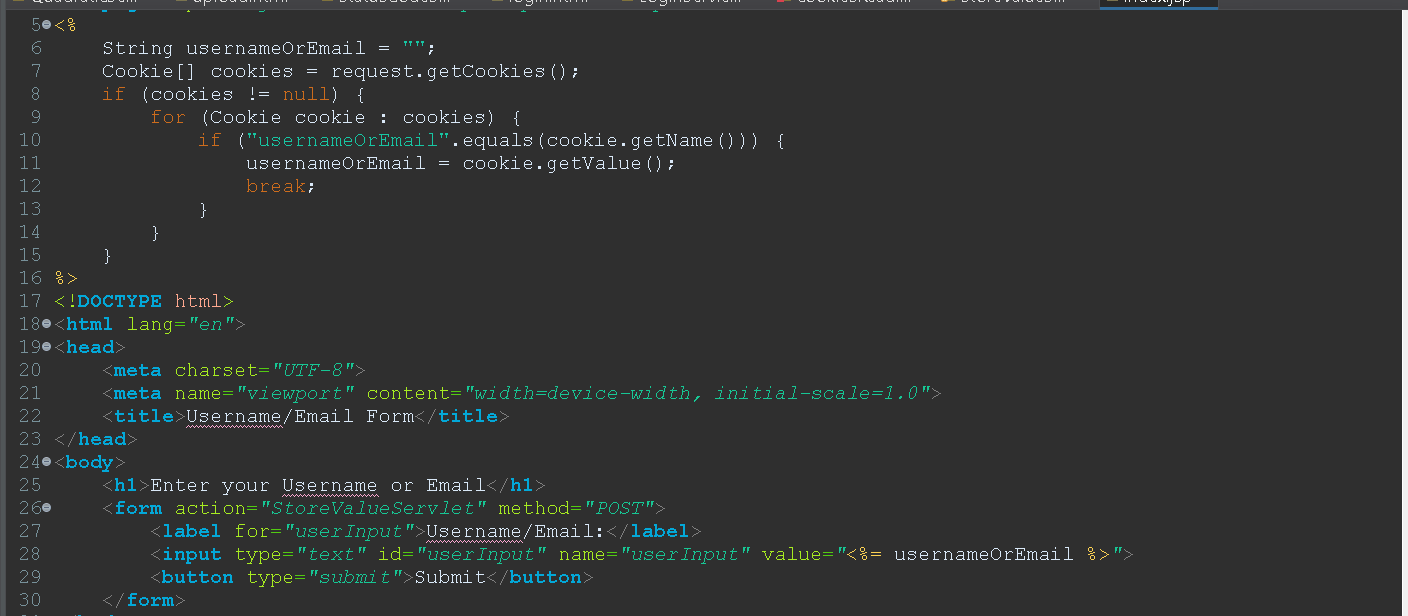 5 <%
6 String usernameOrEmail = "";
7 Cookie[] cookies = request.getCookies();
8 if (cookies != null) {
9 for (Cookie cookie : cookies) {
10 if ("usernameOrEmail".equals(cookie.getName())) {
11 usernameOrEmail = cookie.getValue();
12 break;
13 }
14 }
15 }
16 %>
17 <!DOCTYPE html>
18 <html lang="en">
19 <head>
20 <meta charset="UTF-8">
21 <meta name="viewport" content="width=device-width, initial-scale=1.0">
22 <title>Username/Email Form</title>
23 </head>
24 <body>
25 <h1>Enter your Username or Email</h1>
26 <form action="StoreValueServlet" method="POST">
27 <label for="userInput">Username/Email:</label>
28 <input type="text" id="userInput" name="userInput" value="<%= usernameOrEmail %>">
29 <button type="submit">Submit</button>
30 </form>